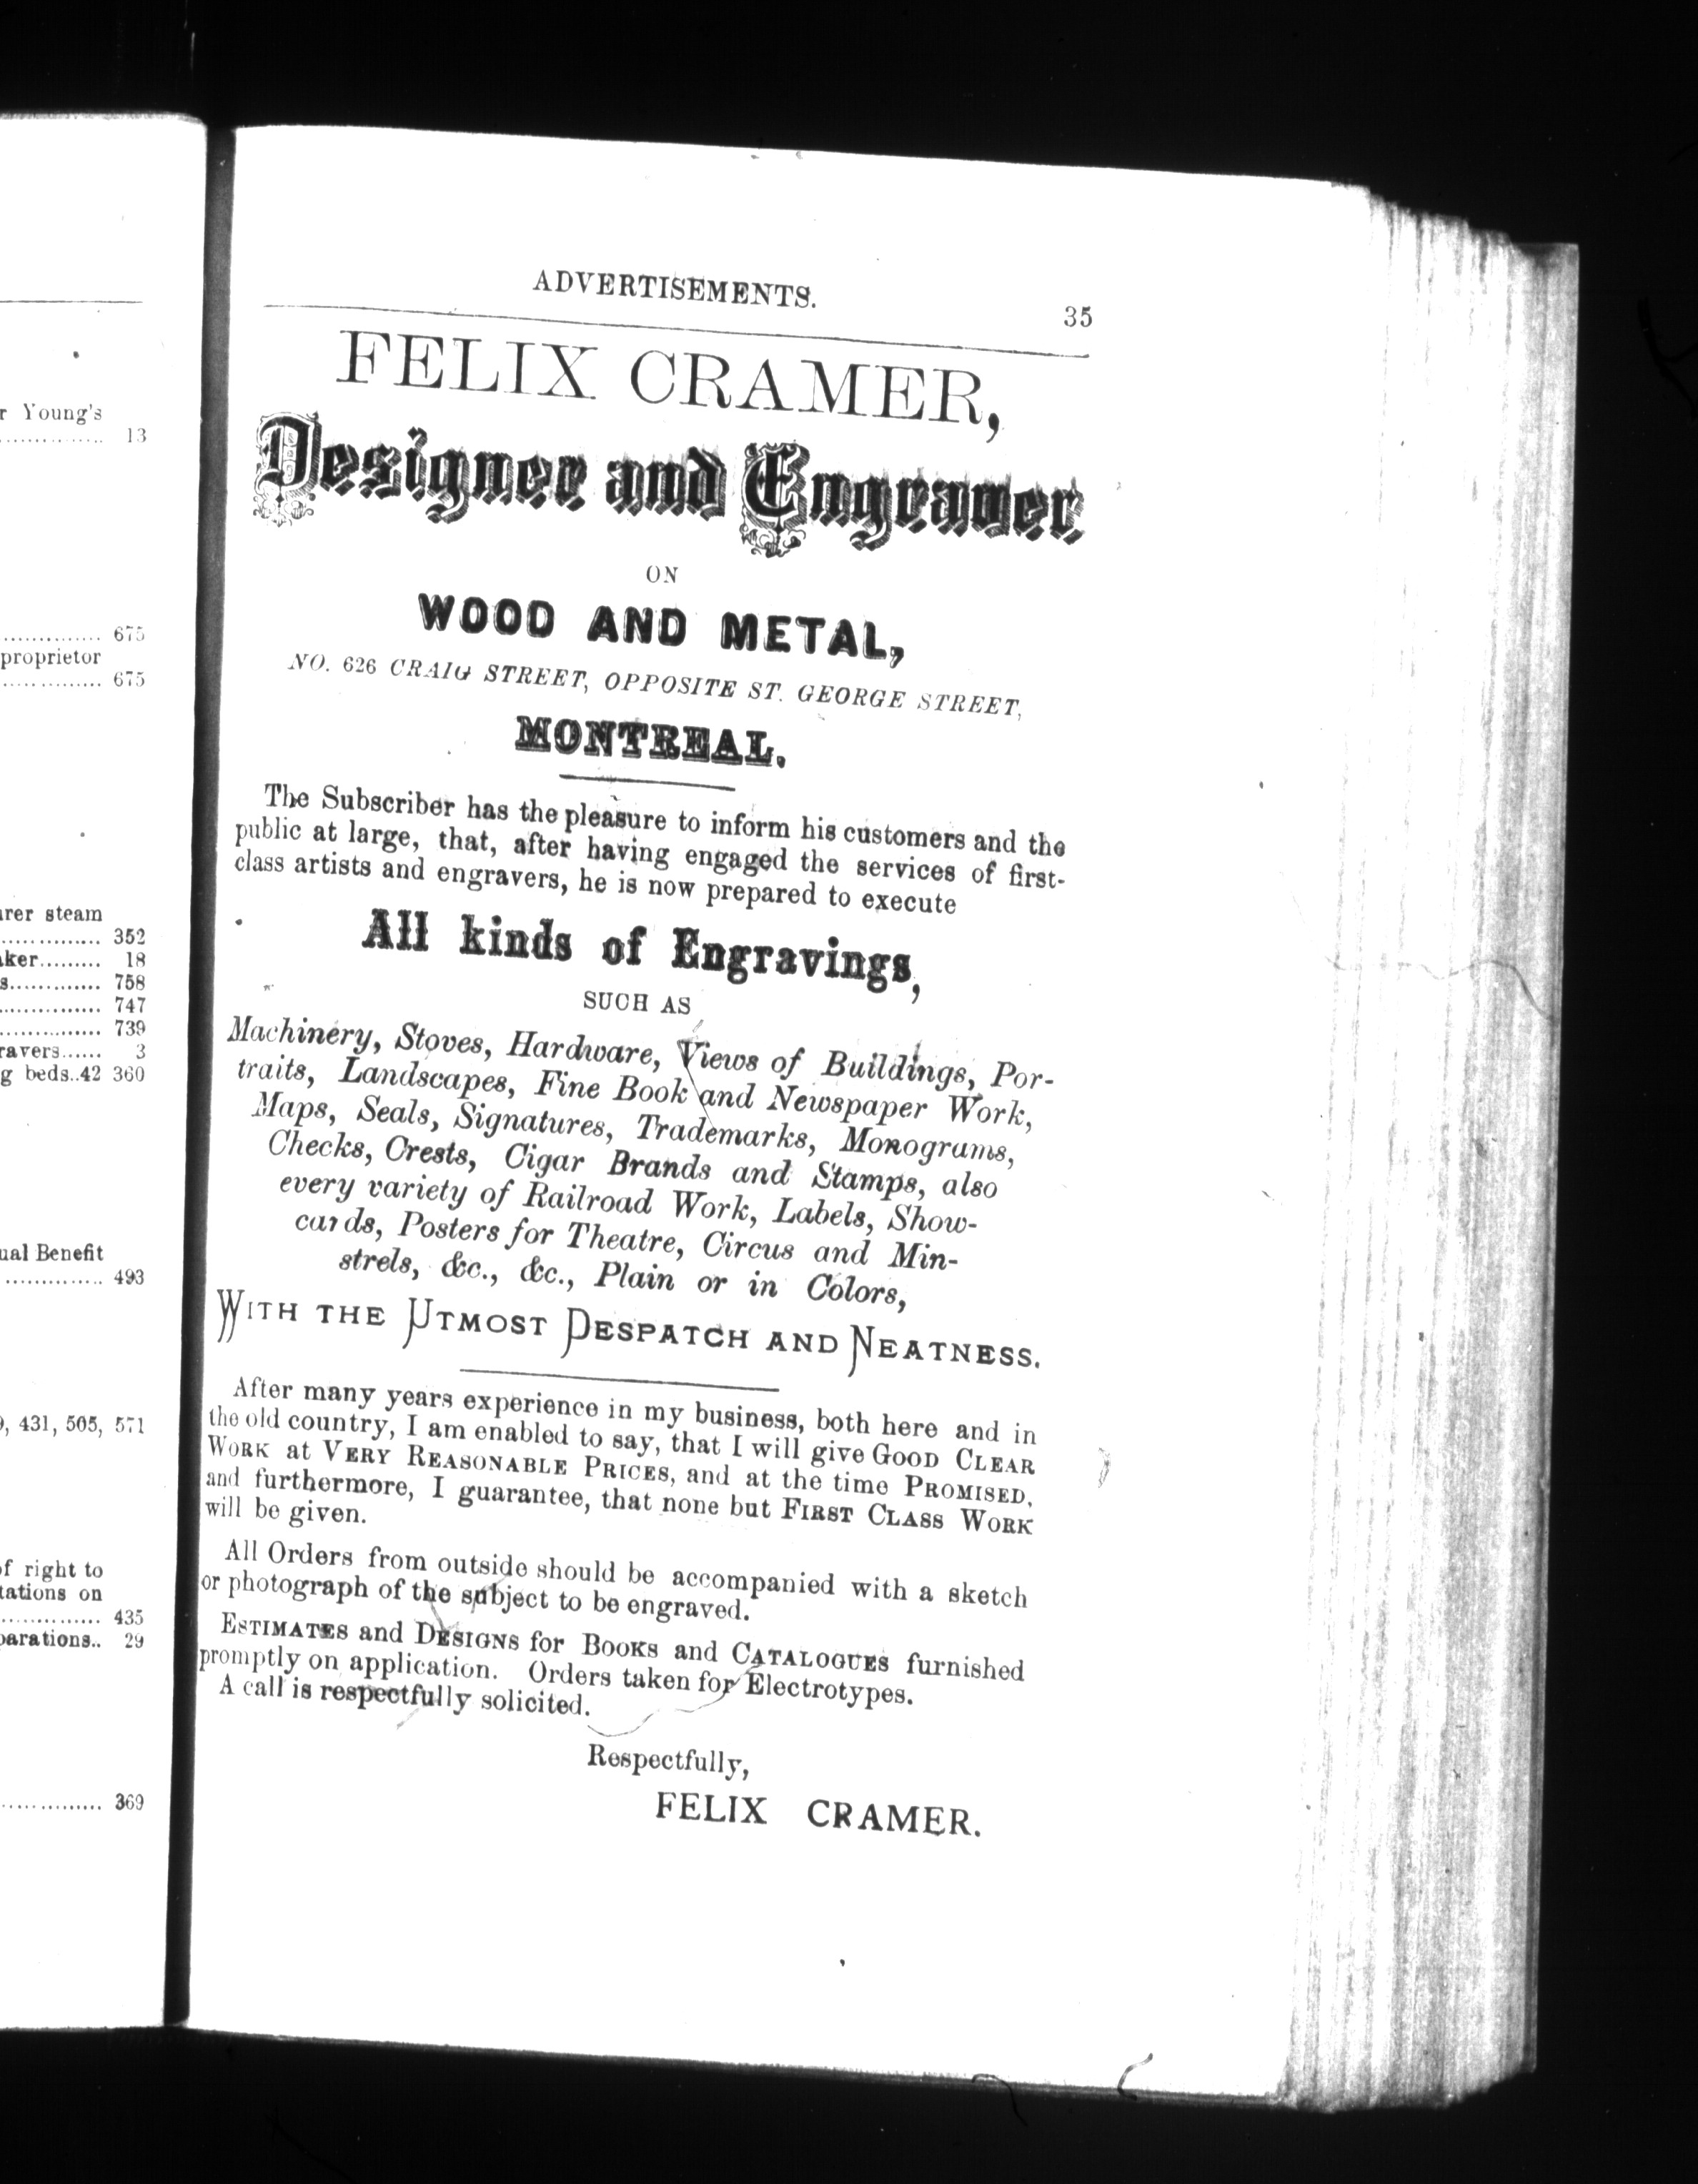 r Young's
.............. 13
.............. 675
proprietor
............... 675
rer steam
.............. 352
ker......... 18
s............. 758
............... 747
............... 739
ravers...... 3
g beds..42 360
ual Benefit
.............. 493
, 431, 505, 571
of right to
tations on
.............. 435
parations.. 29
............... 369
ADVERTISEMENTS. 35
FELIX CRAMER,
Designer and Engraver
ON
WOOD AND METAL,
NO. 626 CRAIG STREET, OPPOSITE ST. GEORGE STREET,
MONTREAL.
The Subscriber has the pleasure to inform his customers and the
public at large, that, after having engaged the services of first-
class artists and engravers, he is now prepared to execute
All kinds of Engravings,
SUCH AS
Machinery, Stoves, Hardware, Views of Buildings, Por-
traits, Landscapes, Fine Book and Newspaper Work,
Maps, Seals, Signatures, Trademarks, Monograms,
Checks, Crests, Cigar Brands and Stamps, also
every variety of Railroad Work, Labels, Show-
cards, Posters for Theatre, Circus and Min-
strels, &c., &c., Plain or in Colors,
WITH THE UTMOST DESPATCH AND NEATNESS.
After many years experience in my business, both here and in
the old country, I am enabled to say, that I will give GOOD CLEAR
WORK at VERY REASONABLE PRICES, and at the time PROMISED,
and furthermore, I guarantee, that none but FIRST CLASS WORK
will be given.
All Orders from outside should be accompanied with a sketch
or photograph of the subject to be engraved.
ESTIMATES and DESIGNS for BOOKS and CATALOGUES furnished
promptly on application. Orders taken for Electrotypes.
A call is respectfully solicited.
Respectfully,
FELIX CRAMER.